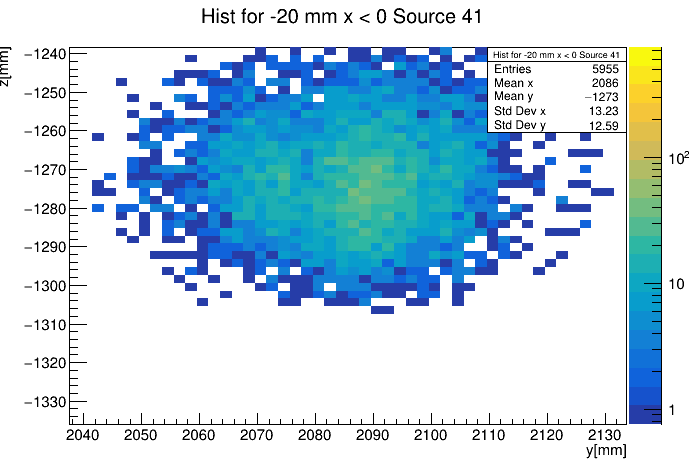 Hist for -20 mm x < 0 Source 41
z[mm]
−1240
−1250
−1260
−1270
−1280
−1290
−1300
−1310
−1320
−1330
Hist for -20 mm x < 0 Source 41
Entries 5955
Mean x 2086
Mean y −1273
Std Dev x 13.23
Std Dev y 12.59
10²
10
1
2040 2050 2060 2070 2080 2090 2100 2110 2120 2130
y[mm]